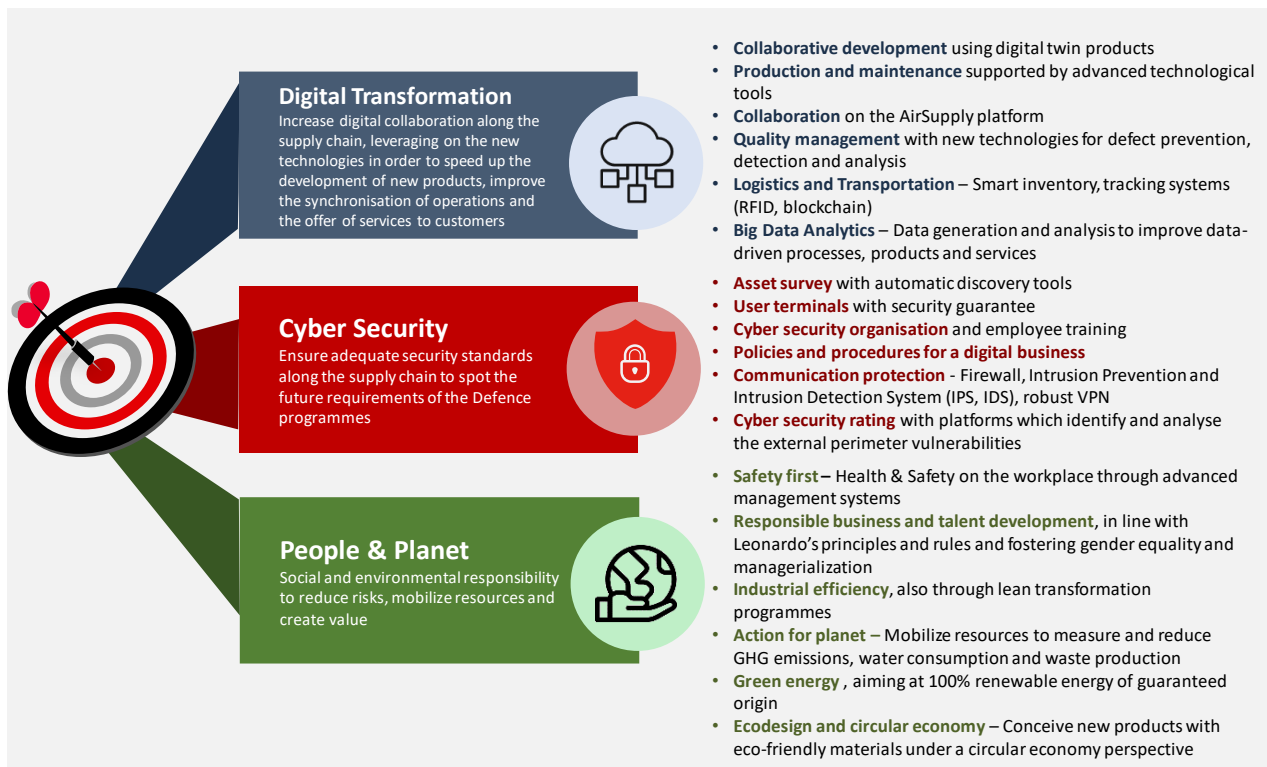 Digital Transformation
Increase digital collaboration along the
supply chain, leveraging on the new
technologies in order to speed up the
development of new products, improve
the synchronisation of operations and
the offer of services to customers
• Collaborative development using digital twin products
• Production and maintenance supported by advanced technological
tools
• Collaboration on the AirSupply platform
• Quality management with new technologies for defect prevention,
detection and analysis
• Logistics and Transportation – Smart inventory, tracking systems
(RFID, blockchain)
• Big Data Analytics – Data generation and analysis to improve data-
driven processes, products and services
Cyber Security
Ensure adequate security standards
along the supply chain to spot the
future requirements of the Defence
programmes
• Asset survey with automatic discovery tools
• User terminals with security guarantee
• Cyber security organisation and employee training
• Policies and procedures for a digital business
• Communication protection - Firewall, Intrusion Prevention and
Intrusion Detection System (IPS, IDS), robust VPN
• Cyber security rating with platforms which identify and analyse
the external perimeter vulnerabilities
People & Planet
Social and environmental responsibility
to reduce risks, mobilize resources and
create value
• Safety first – Health & Safety on the workplace through advanced
management systems
• Responsible business and talent development, in line with
Leonardo's principles and rules and fostering gender equality and
managerialization
• Industrial efficiency, also through lean transformation
programmes
• Action for planet – Mobilize resources to measure and reduce
GHG emissions, water consumption and waste production
• Green energy , aiming at 100% renewable energy of guaranteed
origin
• Ecodesign and circular economy – Conceive new products with
eco-friendly materials under a circular economy perspective